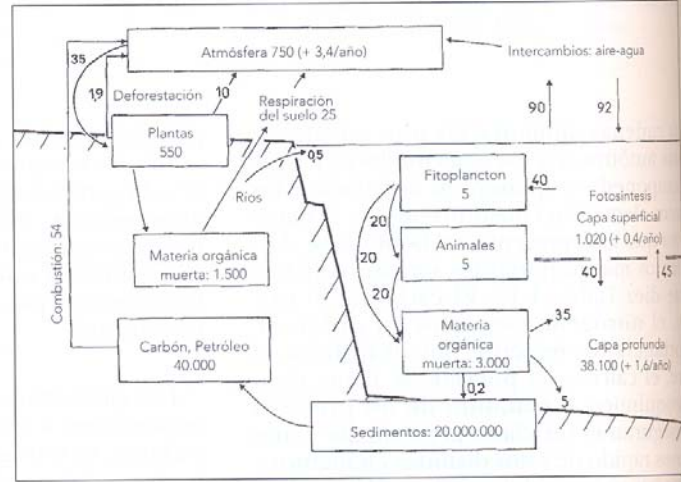 Atmósfera 750 (+ 3,4/año)
Intercambios: aire-agua
35
1,9
Deforestación
10
Respiración
del suelo 25
90
92
Plantas
550
0,5
Ríos
Fitoplancton
5
40
Fotosíntesis
Capa superficial
1.020 (+ 0,4/año)
20
Animales
5
20
40
45
20
Materia orgánica
muerta: 1.500
Combustión: 54
Materia
orgánica
muerta: 3.000
35
Capa profunda
38.100 (+ 1,6/año)
Carbón, Petróleo
40.000
0,2
5
Sedimentos: 20.000.000